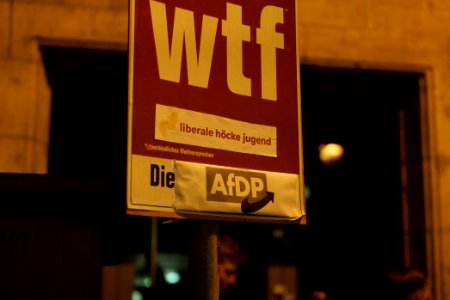 wtf
liberale höcke jugend
Die
AfDP